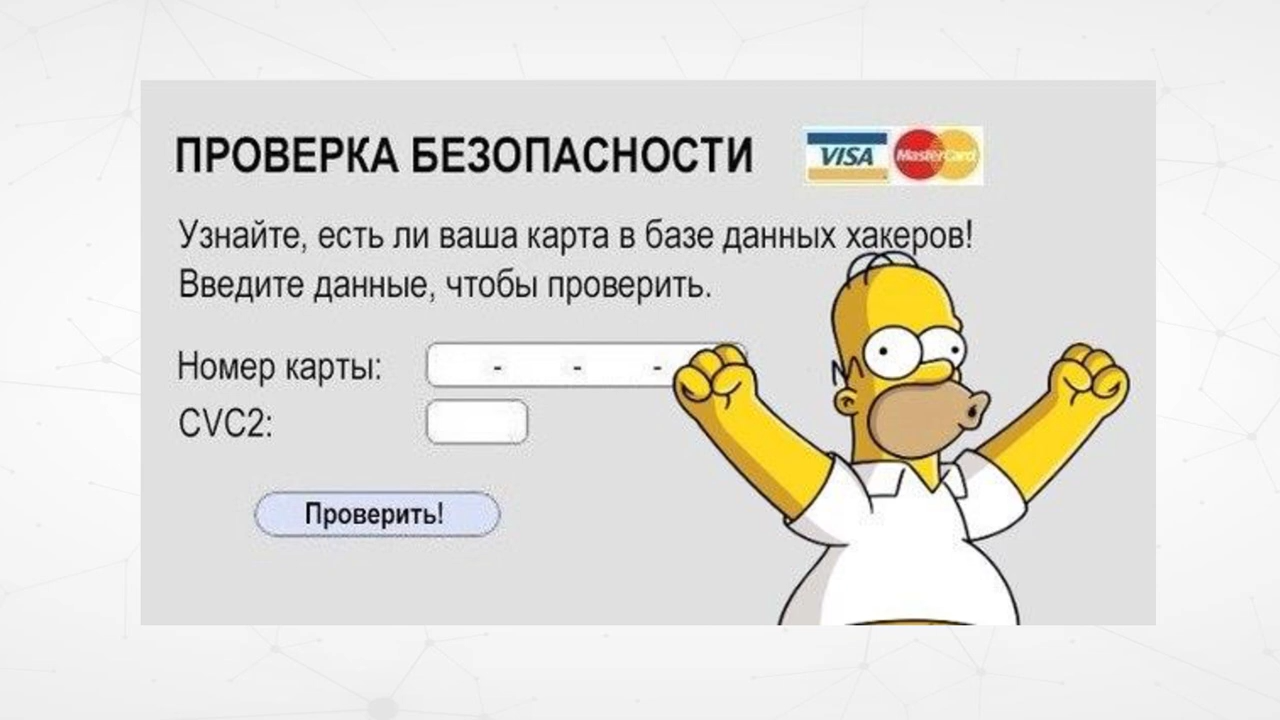 ПРОВЕРКА БЕЗОПАСНОСТИ
VISA MasterCard
Узнайте, есть ли ваша карта в базе данных хакеров!
Введите данные, чтобы проверить.
Номер карты: - - -
CVC2:
Проверить!